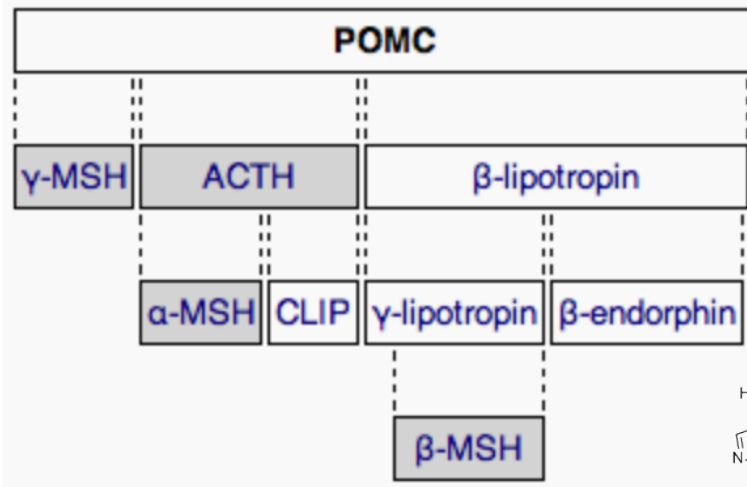 POMC
γ-MSH ACTH β-lipotropin
α-MSH CLIP γ-lipotropin β-endorphin
β-MSH
H
N